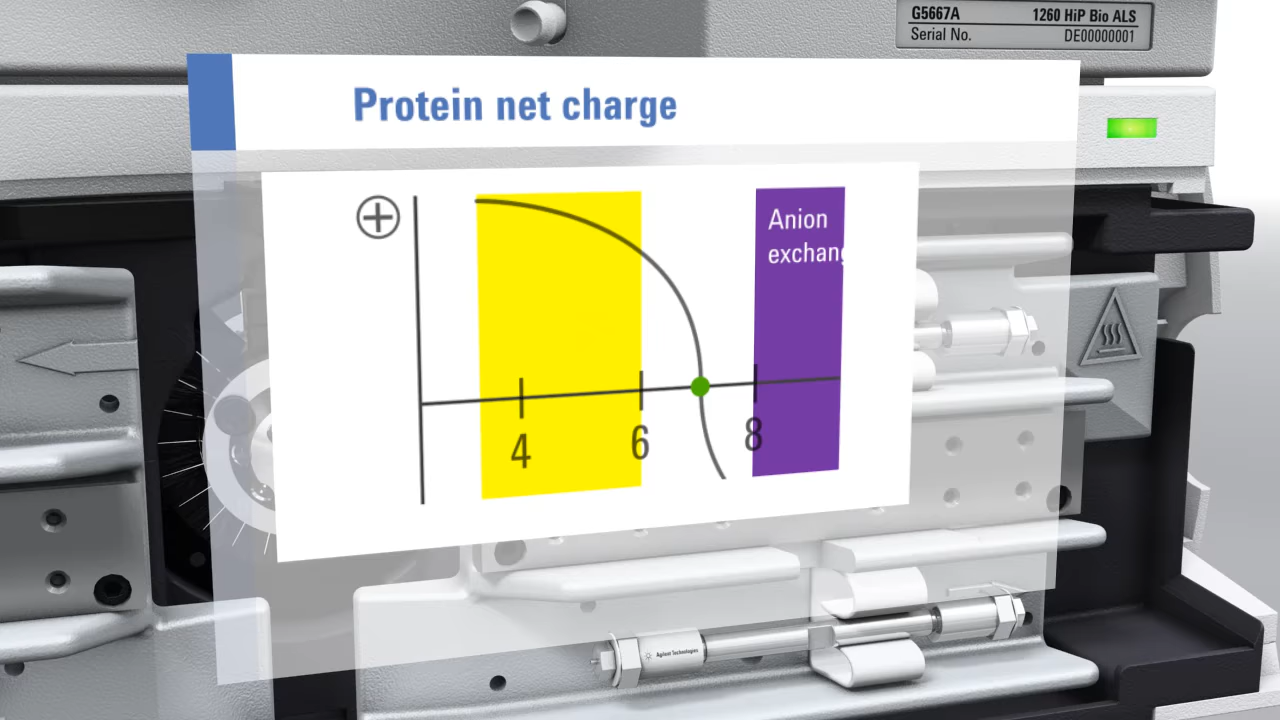 G5667A 1260 HiP Bio ALS
Serial No. DE00000001
Protein net charge
Anion
exchang
4 6 8
Agilent Technologies